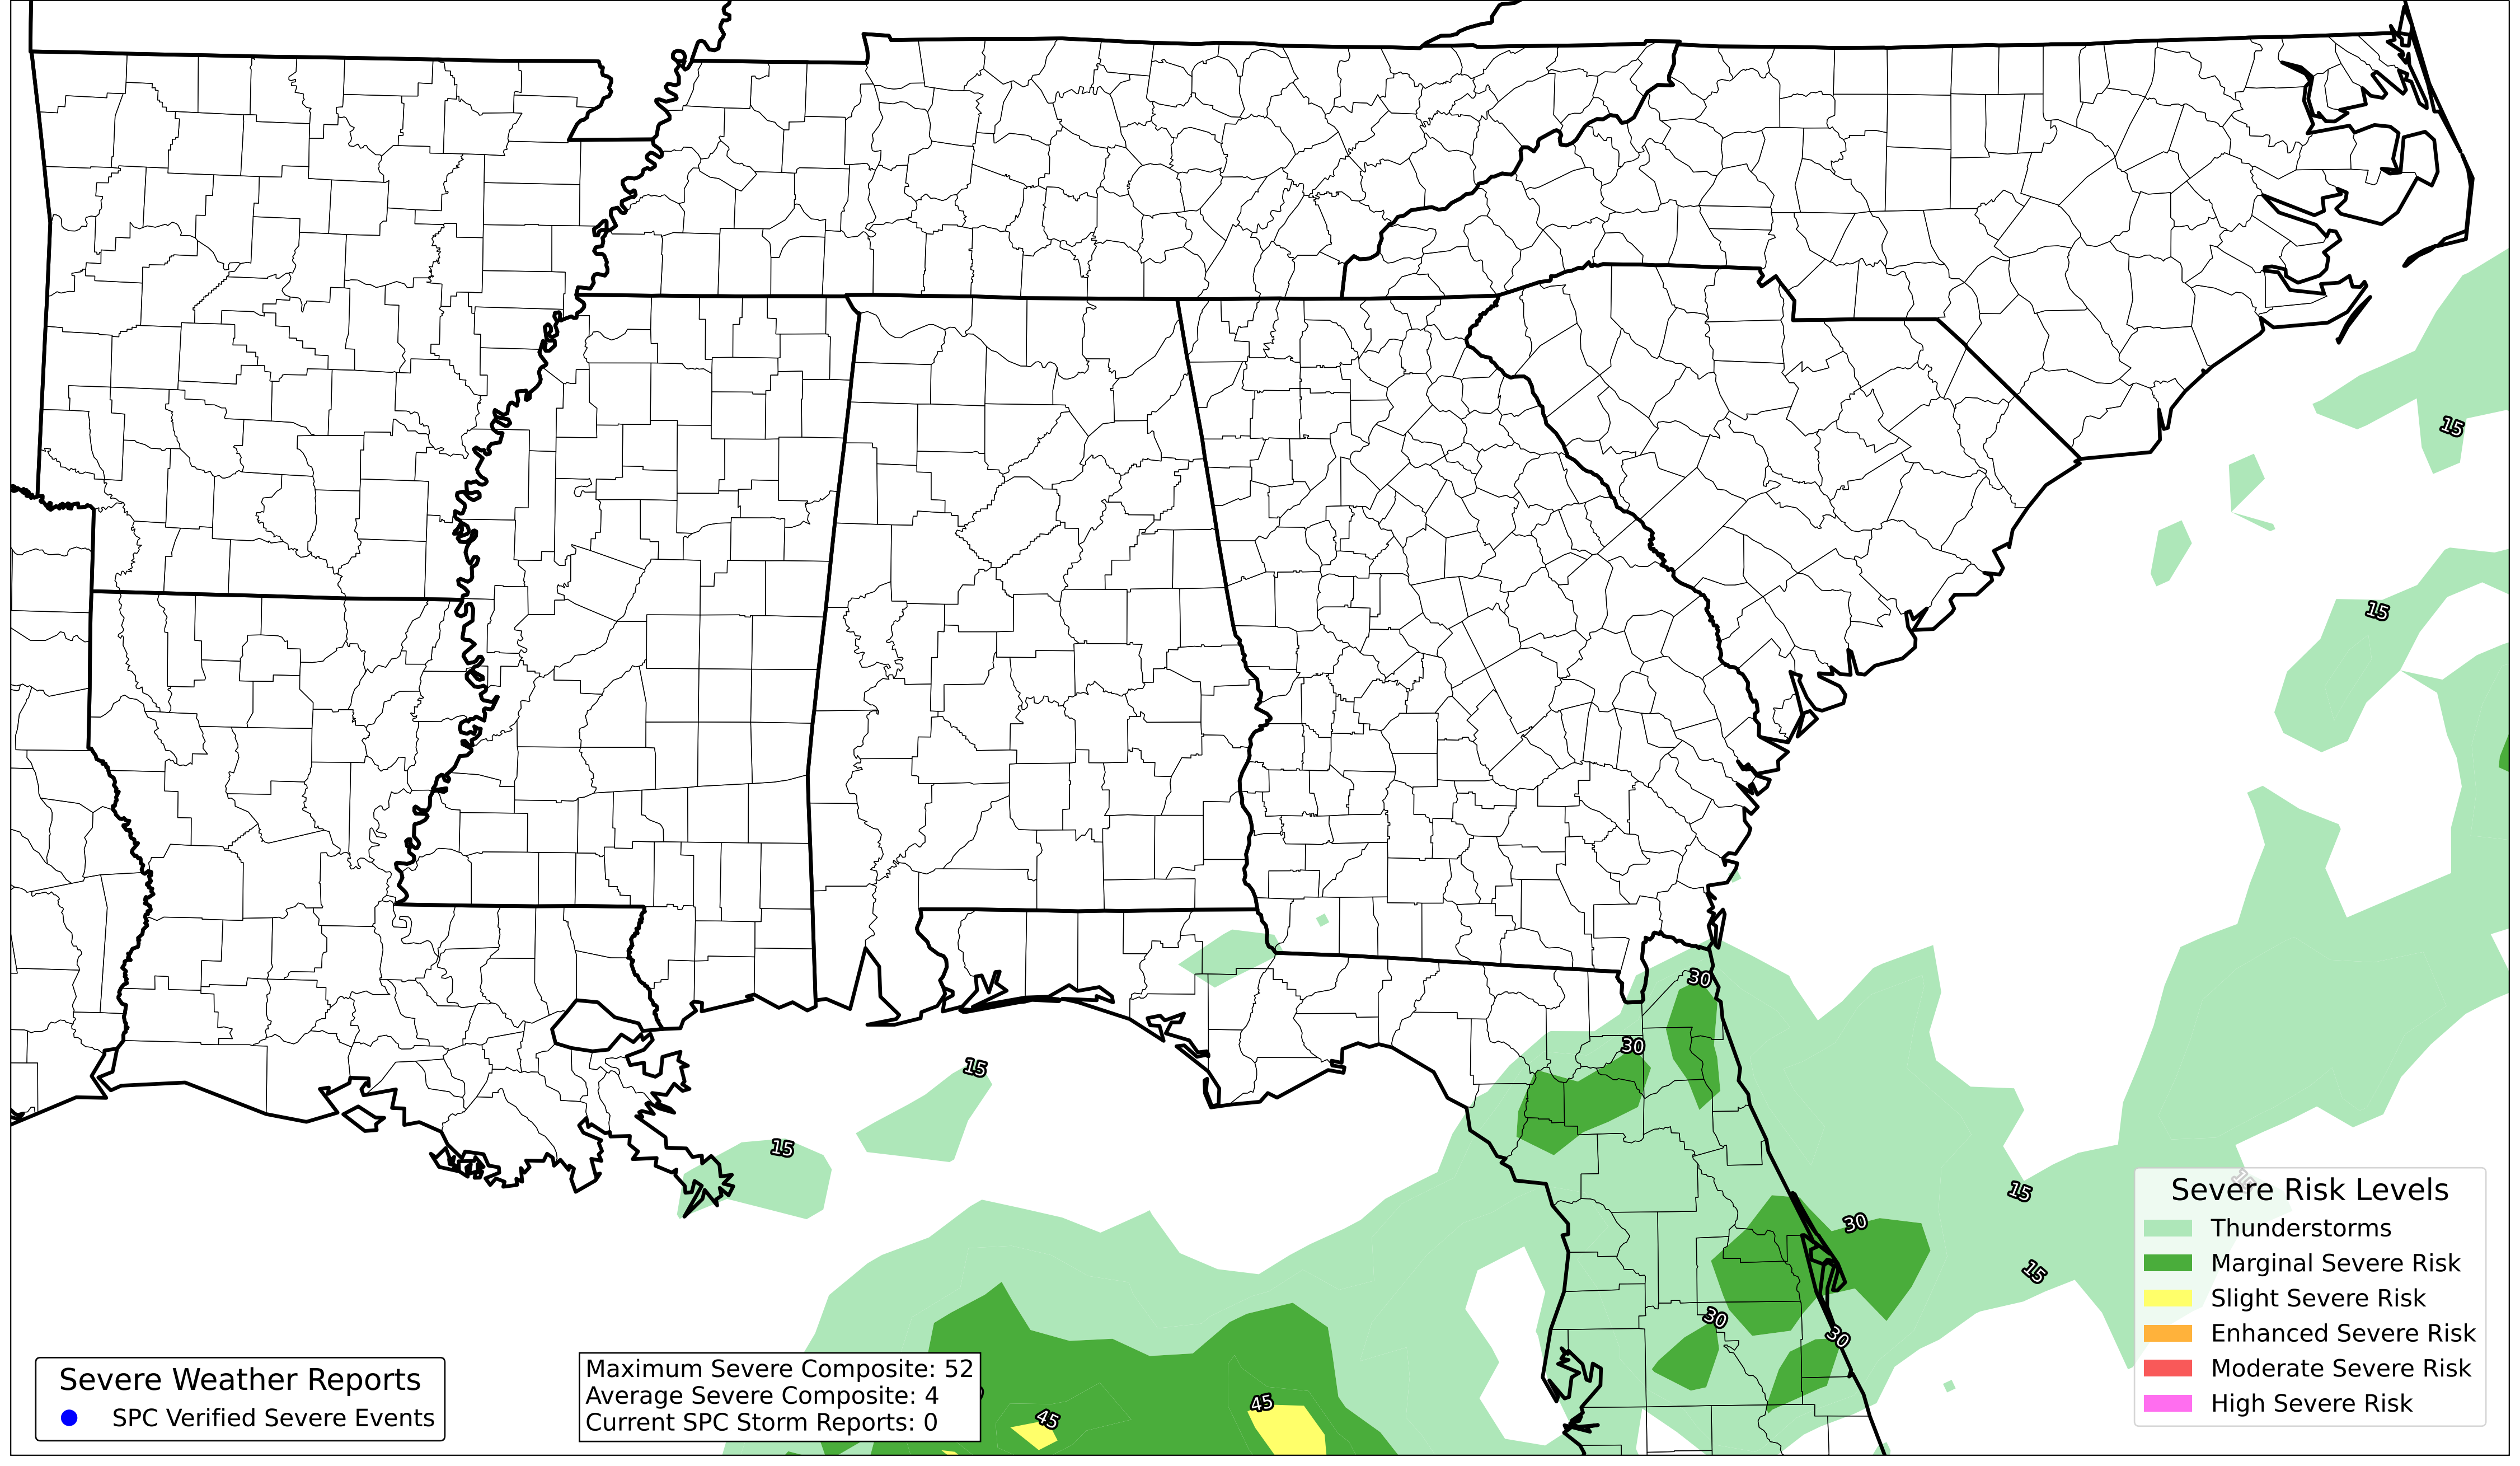 15
15
30
30
15
15
15
30
15
30
30
45
45
Severe Risk Levels
Thunderstorms
Marginal Severe Risk
Slight Severe Risk
Enhanced Severe Risk
Moderate Severe Risk
High Severe Risk
Severe Weather Reports
SPC Verified Severe Events
Maximum Severe Composite: 52
Average Severe Composite: 4
Current SPC Storm Reports: 0